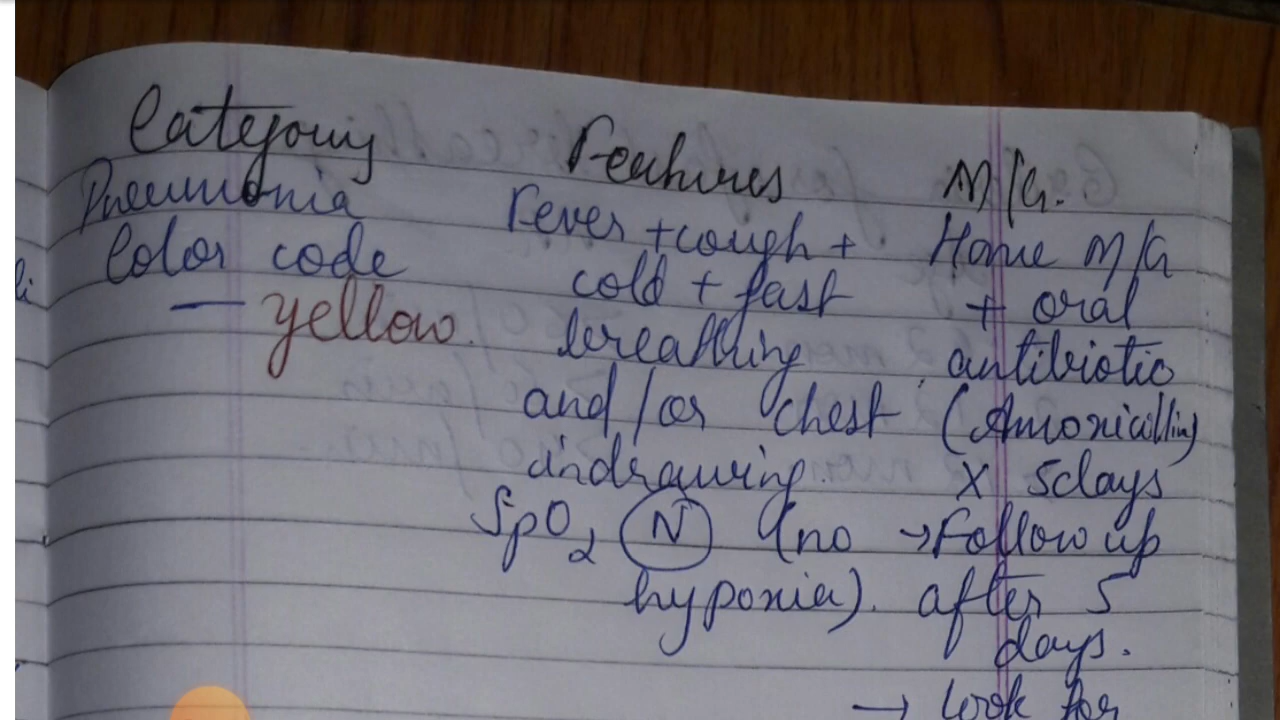 Category Features M/G.
Pneumonia Fever + cough + Home M/G
Color code cold + fast + oral
— yellow. breathing antibiotic
and/or chest (Amoxicillin)
indrawing. X 5days
SpO2 N (no → Follow up
hypoxia). after 5
days.
→ Look for